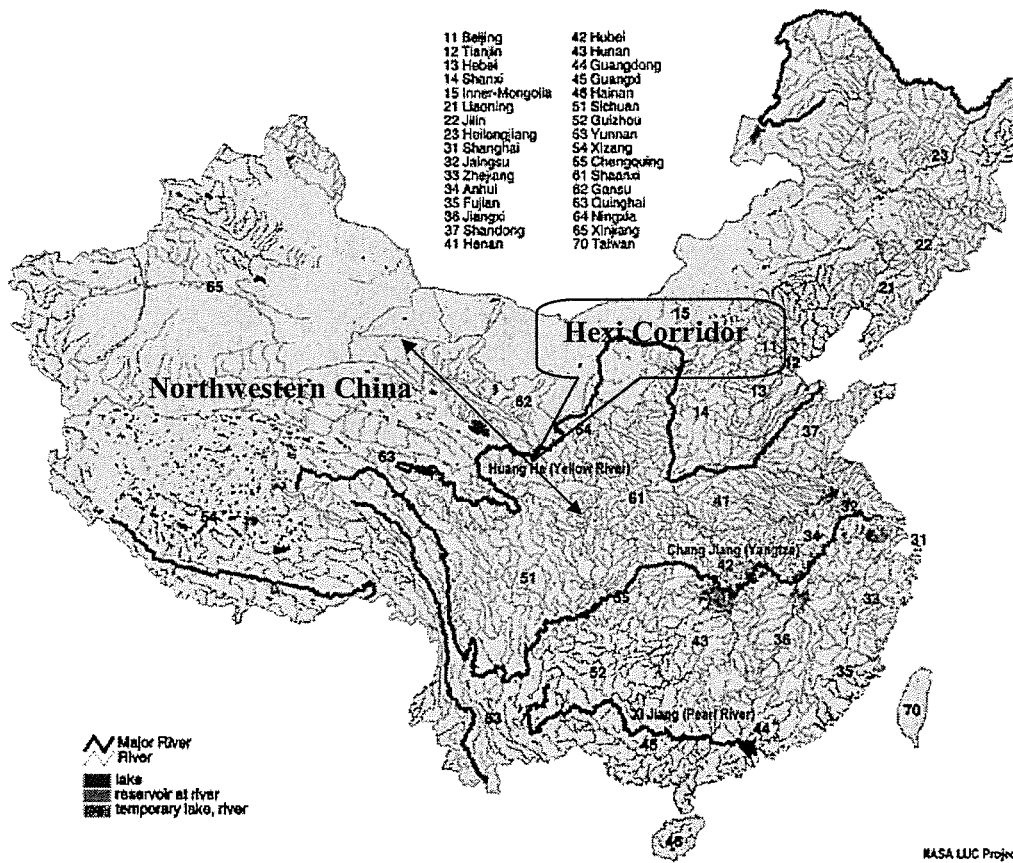 11 Beijing
12 Tianjin
13 Hebei
14 Shanxi
15 Inner-Mongolia
21 Liaoning
22 Jilin
23 Heilongjiang
31 Shanghai
32 Jaingsu
33 Zhejiang
34 Anhui
35 Fujian
36 Jiangxi
37 Shandong
41 Henan
42 Hubei
43 Hunan
44 Guangdong
45 Guangxi
46 Hainan
51 Sichuan
52 Guizhou
53 Yunnan
54 Xizang
55 Chengquing
61 Shaanxi
62 Gansu
63 Quinghai
64 Ningxia
65 Xinjiang
70 Taiwan
23
22
65
21
15
Hexi Corridor
11
12
Northwestern China
13
62
14
64
37
63
Huang He (Yellow River)
61
41
32
54
34
31
Chang Jiang (Yangtze)
42
51
55
33
43
36
52
35
53
Xi Jiang (Pearl River)
70
44
45
Major River
River
lake
reservoir at river
temporary lake, river
46
NASA LUC Project